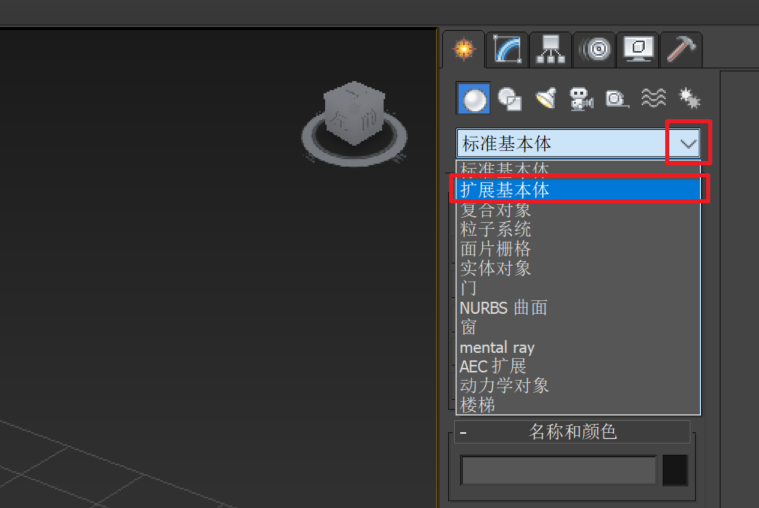 标准基本体
标准基本体
扩展基本体
复合对象
粒子系统
面片栅格
实体对象
门
NURBS 曲面
窗
mental ray
AEC 扩展
动力学对象
楼梯
- 名称和颜色